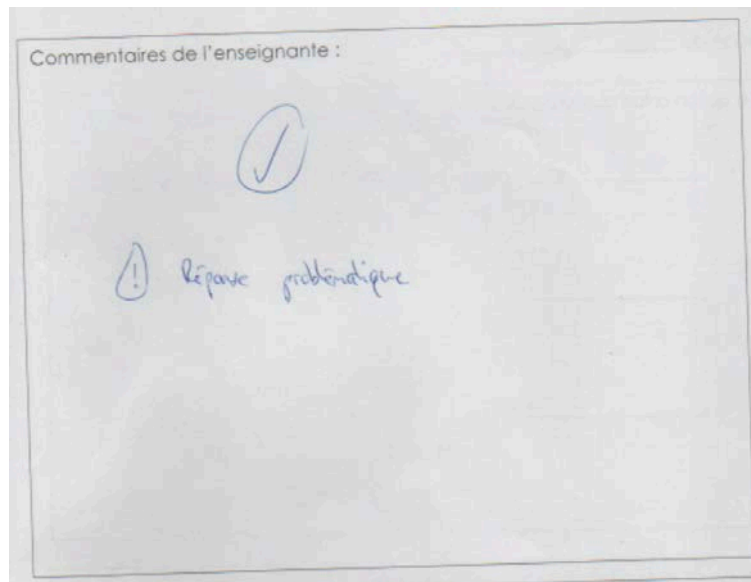 Commentaires de l'enseignante :
✓
! Réponse problématique